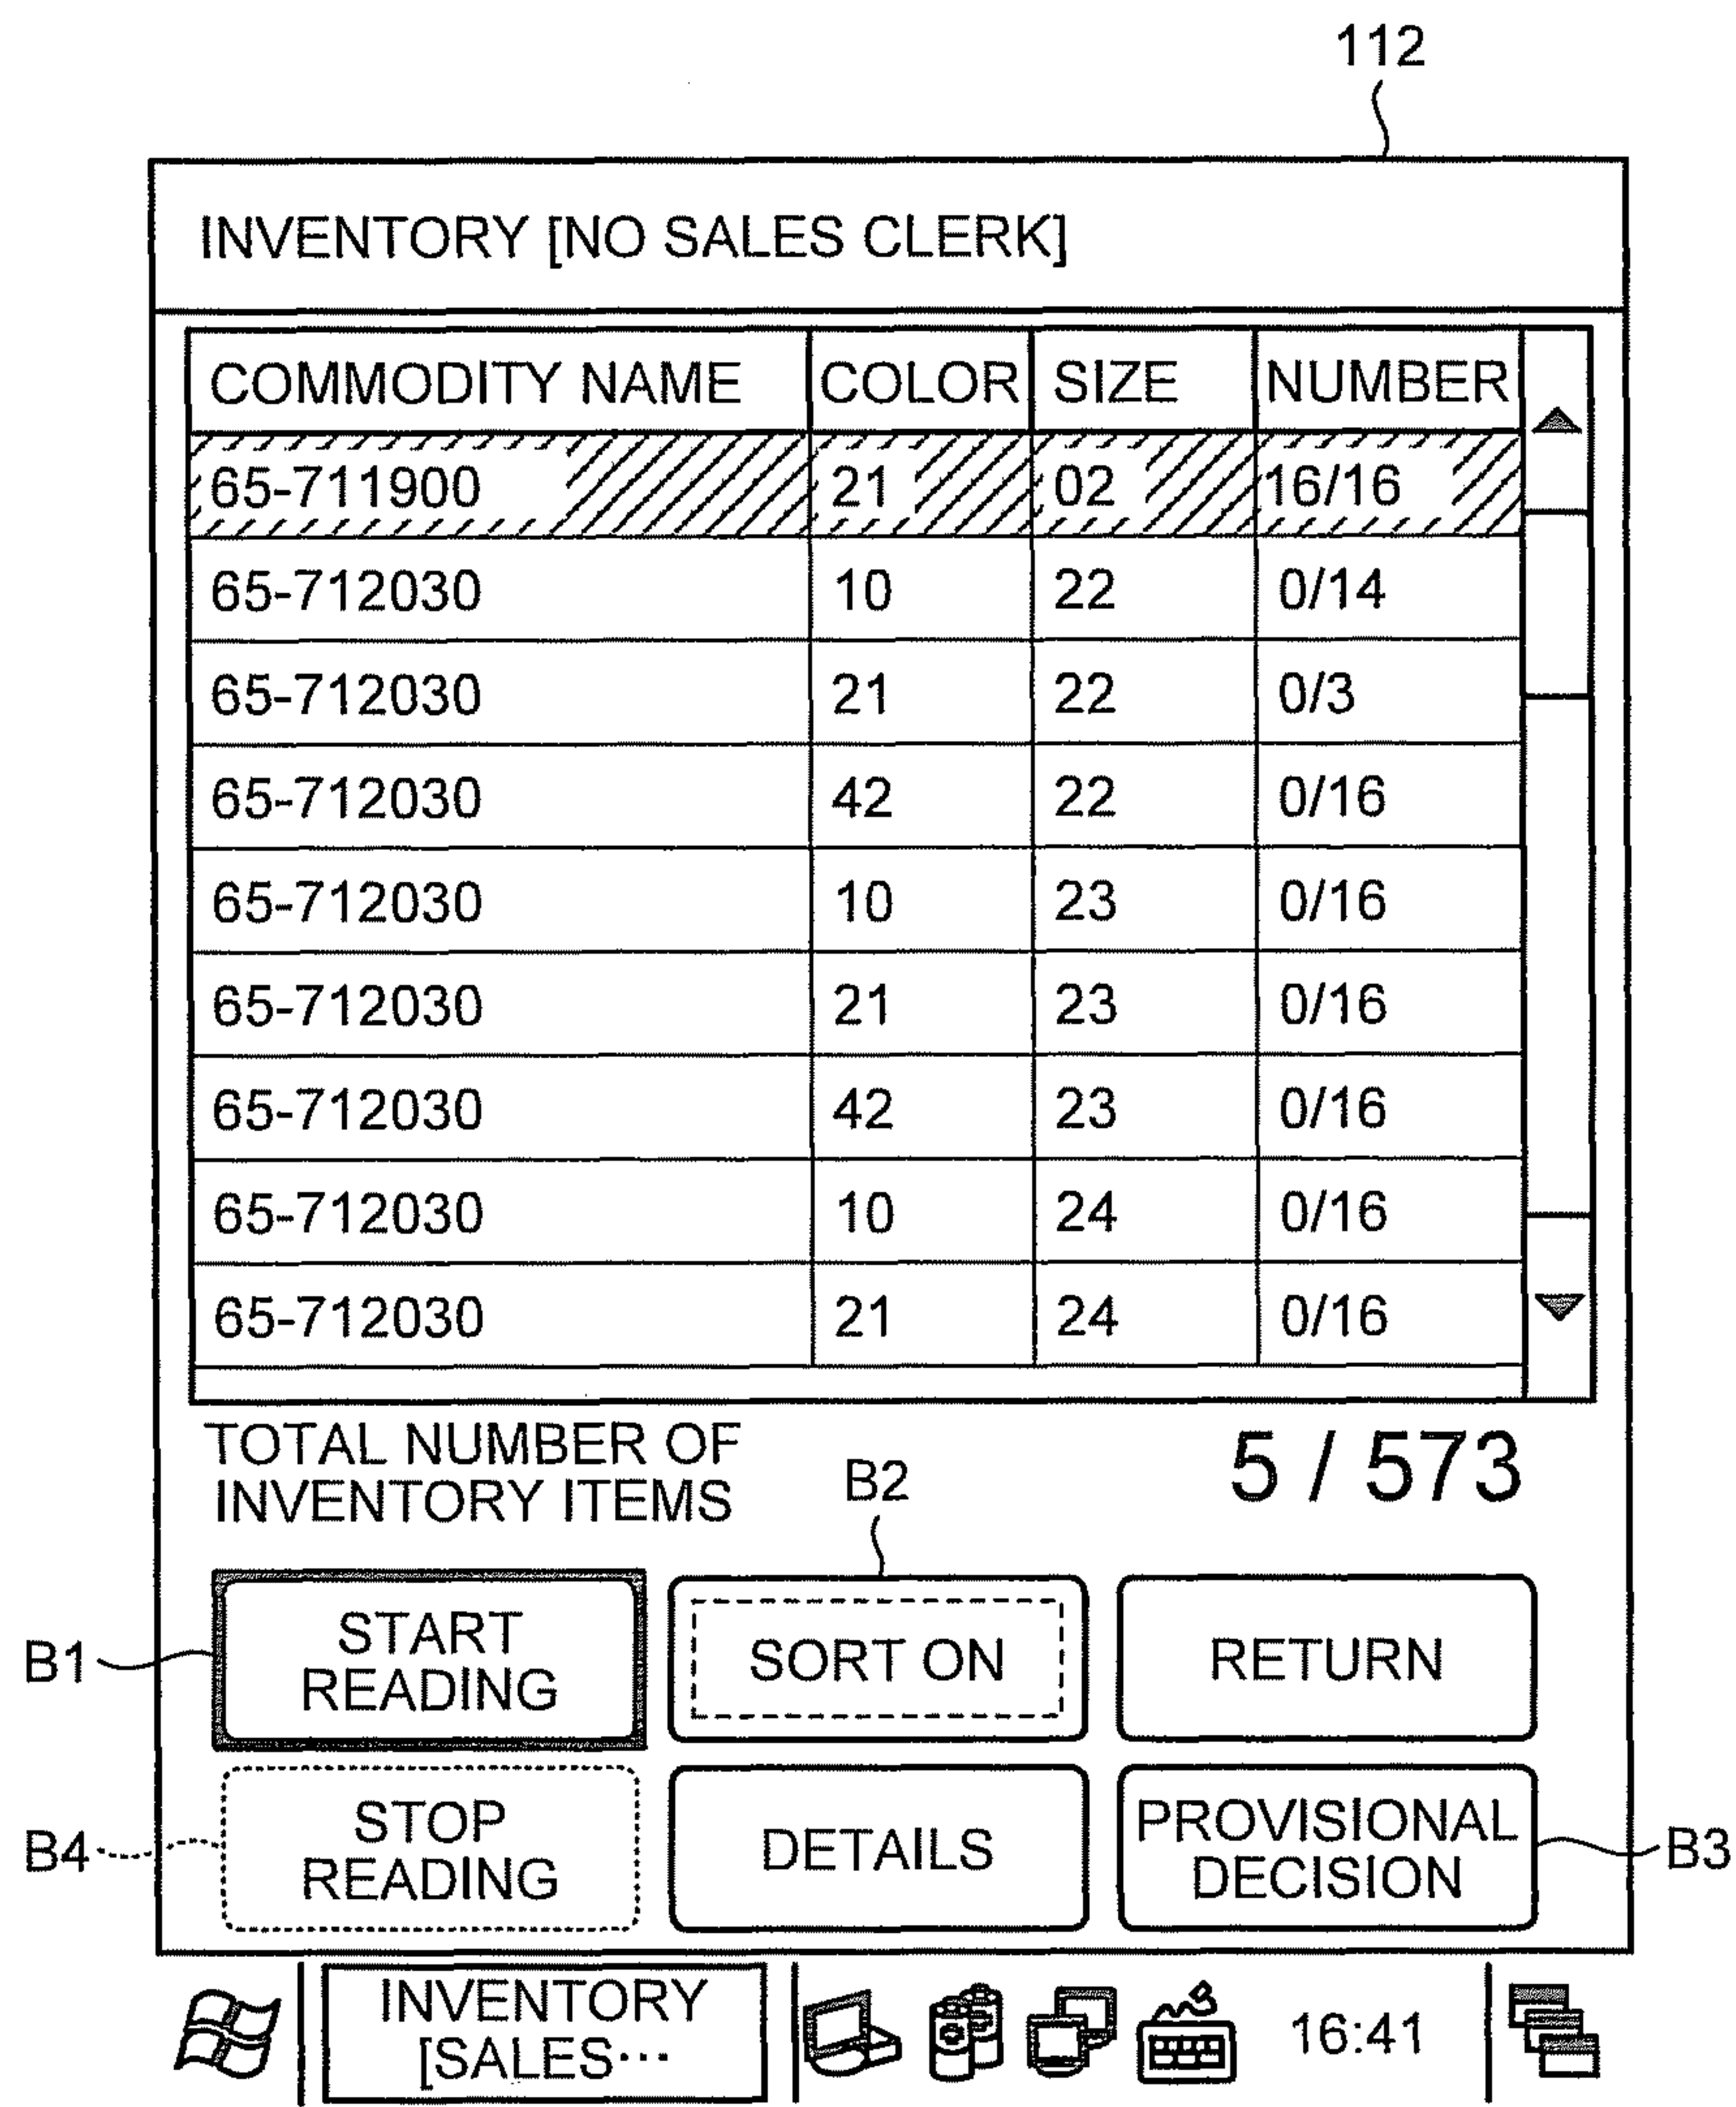 112
INVENTORY [NO SALES CLERK]
COMMODITY NAME COLOR SIZE NUMBER
65-711900 21 02 16/16
65-712030 10 22 0/14
65-712030 21 22 0/3
65-712030 42 22 0/16
65-712030 10 23 0/16
65-712030 21 23 0/16
65-712030 42 23 0/16
65-712030 10 24 0/16
65-712030 21 24 0/16
TOTAL NUMBER OF
INVENTORY ITEMS
5 / 573
B2
B1
START
READING
SORT ON
RETURN
B4
STOP
READING
DETAILS
PROVISIONAL
DECISION
B3
INVENTORY
[SALES···
16:41